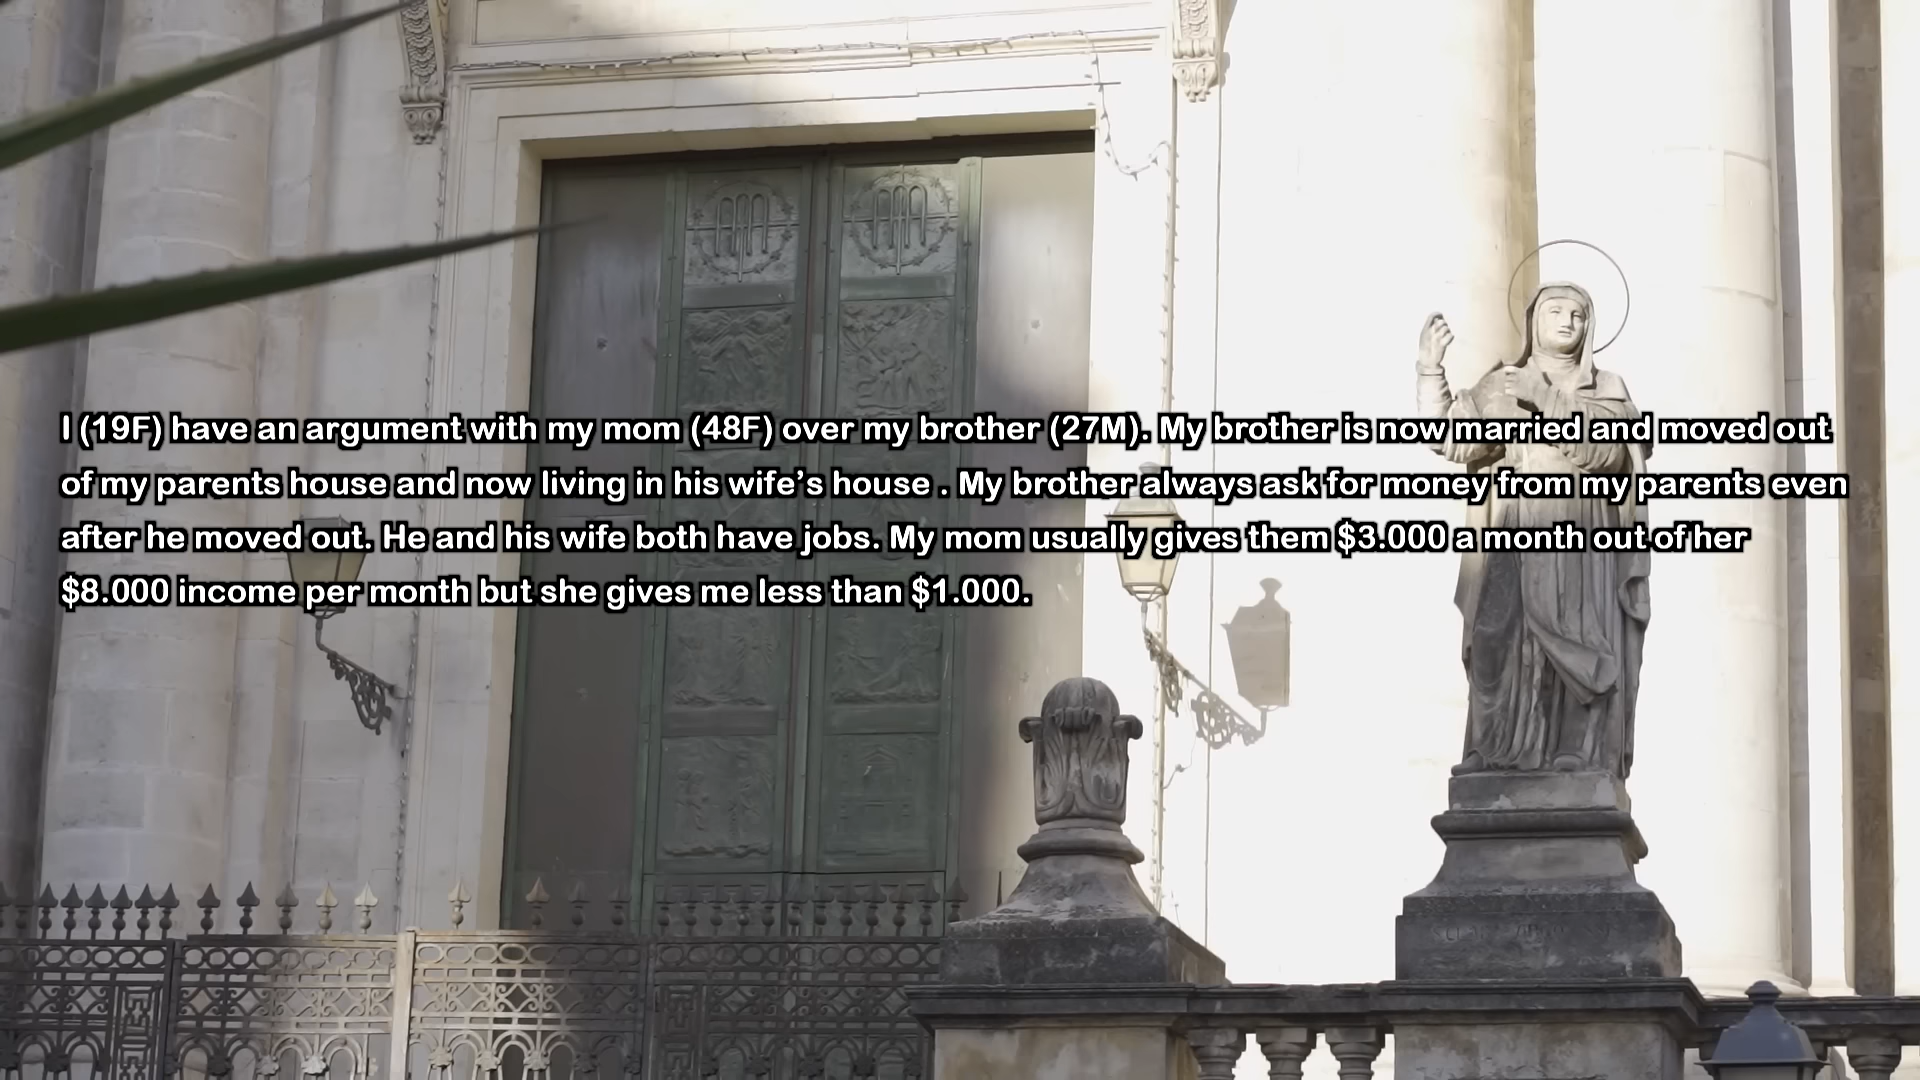 I (19F) have an argument with my mom (48F) over my brother (27M). My brother is now married and moved out
of my parents house and now living in his wife’s house . My brother always ask for money from my parents even
after he moved out. He and his wife both have jobs. My mom usually gives them $3.000 a month out of her
$8.000 income per month but she gives me less than $1.000.